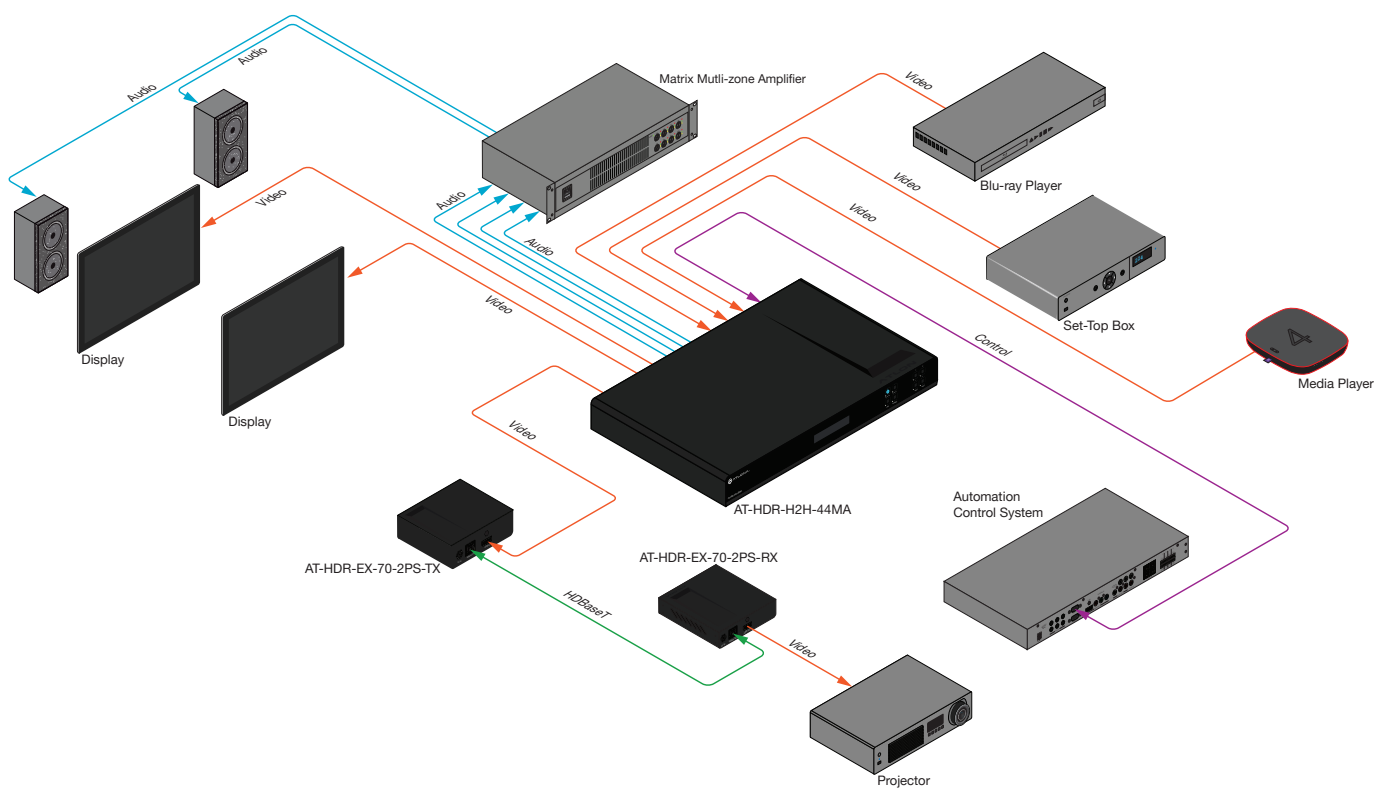 Audio
Audio
Matrix Mutli-zone Amplifier
Video
Blu-ray Player
Video
Video
Audio
Video
Audio
Video
Set-Top Box
Control
4
Media Player
Display
Display
Video
AT-HDR-H2H-44MA
Automation
Control System
AT-HDR-EX-70-2PS-TX
AT-HDR-EX-70-2PS-RX
HDBaseT
Video
Projector